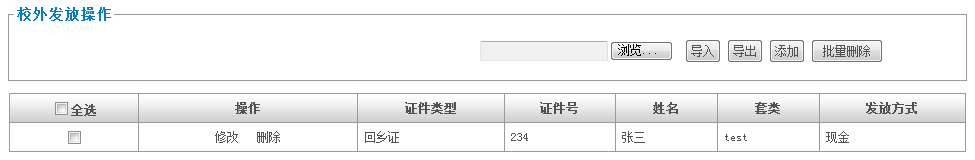 校外发放操作
浏览... 导入 导出 添加 批量删除
全选 操作 证件类型 证件号 姓名 套类 发放方式
修改 删除 回乡证 234 张三 test 现金